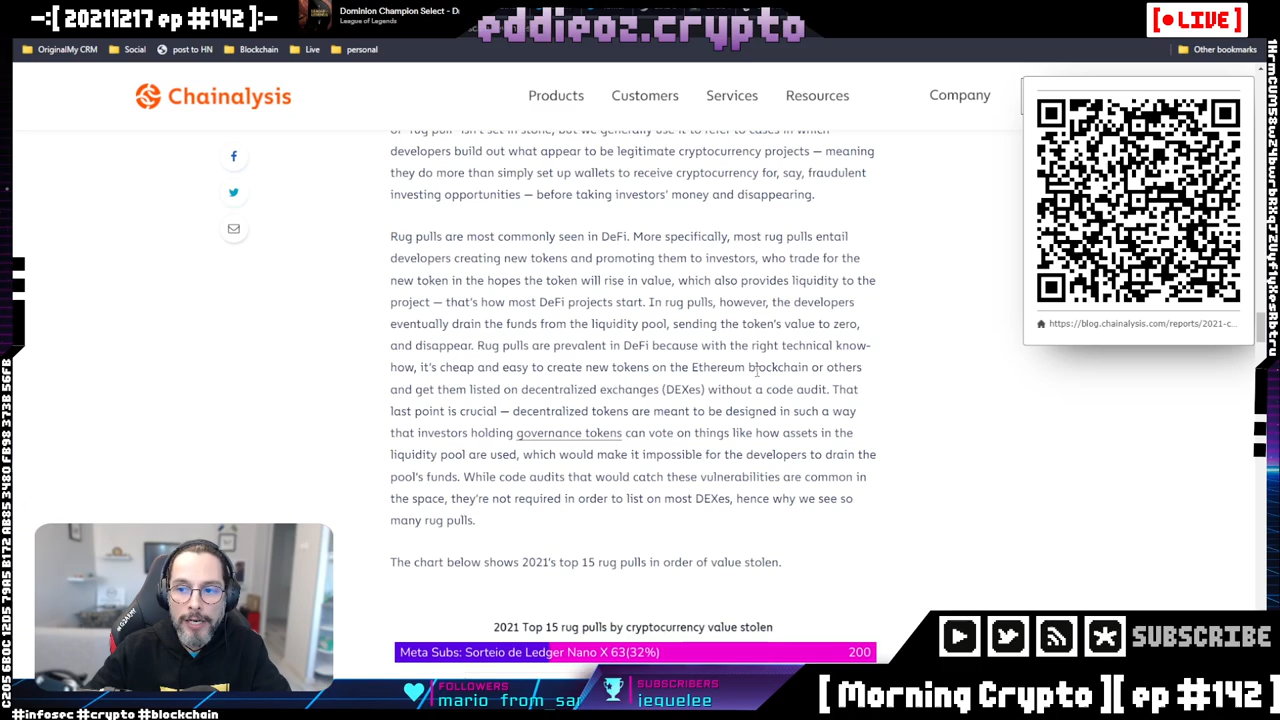 -:[ 20211217 ep #142 ]:-
Dominion Champion Select - D
League of Legends
eddieoz.crypto
[● LIVE]
OriginalMy CRM
Social
post to HN
Blockchain
Live
personal
Other bookmarks
Chainalysis
Products
Customers
Services
Resources
Company
developers build out what appear to be legitimate cryptocurrency projects — meaning
they do more than simply set up wallets to receive cryptocurrency for, say, fraudulent
investing opportunities — before taking investors' money and disappearing.
Rug pulls are most commonly seen in DeFi. More specifically, most rug pulls entail
developers creating new tokens and promoting them to investors, who trade for the
new token in the hopes the token will rise in value, which also provides liquidity to the
project — that's how most DeFi projects start. In rug pulls, however, the developers
eventually drain the funds from the liquidity pool, sending the token's value to zero,
and disappear. Rug pulls are prevalent in DeFi because with the right technical know-
how, it's cheap and easy to create new tokens on the Ethereum blockchain or others
and get them listed on decentralized exchanges (DEXes) without a code audit. That
last point is crucial — decentralized tokens are meant to be designed in such a way
that investors holding governance tokens can vote on things like how assets in the
liquidity pool are used, which would make it impossible for the developers to drain the
pool's funds. While code audits that would catch these vulnerabilities are common in
the space, they're not required in order to list on most DEXes, hence why we see so
many rug pulls.
The chart below shows 2021's top 15 rug pulls in order of value stolen.
2021 Top 15 rug pulls by cryptocurrency value stolen
https://blog.chainalysis.com/reports/2021-c...
Meta Subs: Sorteio de Ledger Nano X 63(32%)
200
FOLLOWERS
mario_from_sa
SUBSCRIBERS
jequelee
SUBSCRIBE
[ Morning Crypto ][ ep #142 ]
#infosec #crypto #blockchain